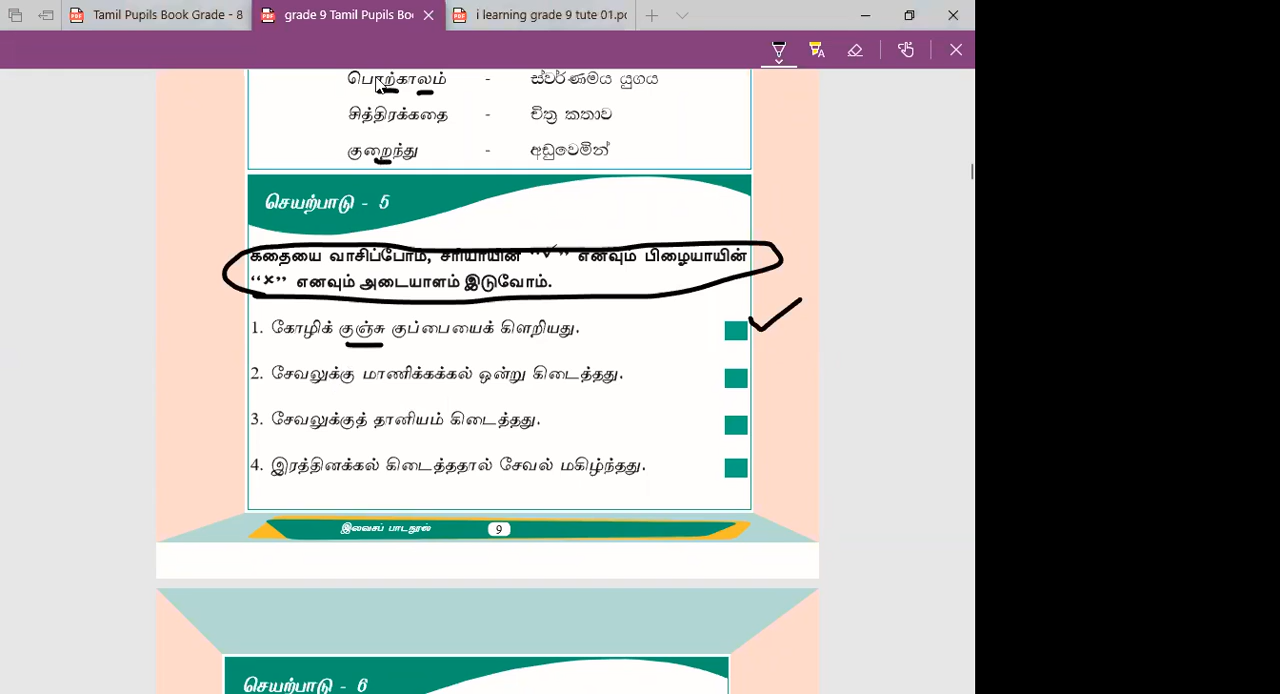 Tamil Pupils Book Grade - 8
grade 9 Tamil Pupils Boo
i learning grade 9 tute 01.pd
பொற்காலம் - ස්වර්ණමය යුගය
சித்திரக்கதை - චිත්‍ර කතාව
குறைந்து - අඩුවෙමින්
செயற்பாடு - 5
கதையை வாசிப்போம், சரியாயின் “✓” எனவும் பிழையாயின்
“×” எனவும் அடையாளம் இடுவோம்.
1. கோழிக் குஞ்சு குப்பையைக் கிளறியது.
2. சேவலுக்கு மாணிக்கக்கல் ஒன்று கிடைத்தது.
3. சேவலுக்குத் தானியம் கிடைத்தது.
4. இரத்தினக்கல் கிடைத்ததால் சேவல் மகிழ்ந்தது.
இலவசப் பாடநூல் 9
செயற்பாடு - 6